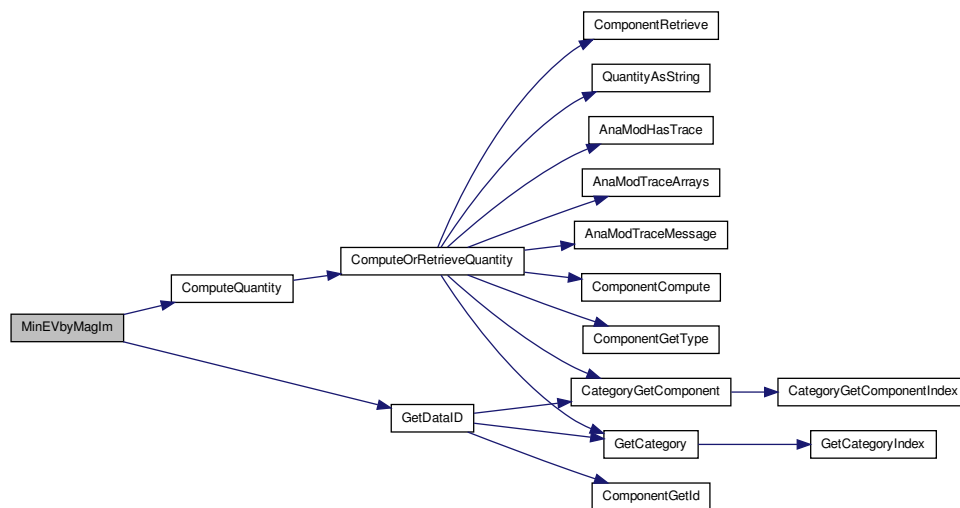 ComponentRetrieve
QuantityAsString
AnaModHasTrace
AnaModTraceArrays
AnaModTraceMessage
ComputeOrRetrieveQuantity
ComputeQuantity
ComponentCompute
MinEVbyMagIm
ComponentGetType
CategoryGetComponent
CategoryGetComponentIndex
GetDataID
GetCategory
GetCategoryIndex
ComponentGetId